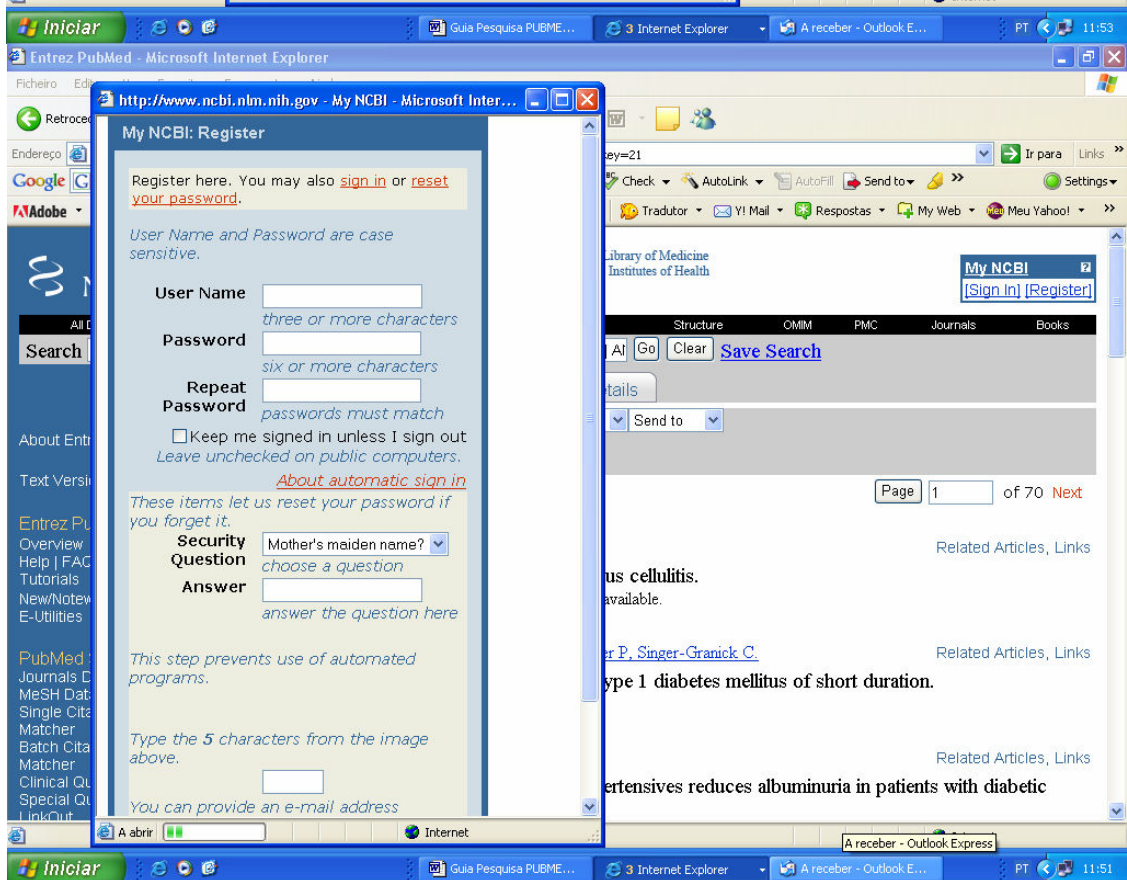 Internet
Iniciar
Guia Pesquisa PUBME...
3 Internet Explorer
A receber - Outlook E...
PT
11:53
Entrez PubMed - Microsoft Internet Explorer
Ficheiro
http://www.ncbi.nlm.nih.gov - My NCBI - Microsoft Inter...
Retroced
Endereço
key=21
Ir para
Links
Google
G
Check
AutoLink
AutoFill
Send to
Settings
Adobe
Tradutor
Y! Mail
Respostas
My Web
Meu Yahoo!
My NCBI: Register
Register here. You may also sign in or reset
your password.
User Name and Password are case
sensitive.
User Name
three or more characters
Password
six or more characters
Repeat
Password
passwords must match
Keep me signed in unless I sign out
Leave unchecked on public computers.
About automatic sign in
These items let us reset your password if
you forget it.
Security
Question
Mother's maiden name?
choose a question
Answer
answer the question here
This step prevents use of automated
programs.
Type the 5 characters from the image
above.
You can provide an e-mail address
A abrir
Internet
Library of Medicine
Institutes of Health
My NCBI
[Sign In] [Register]
All D
Structure
OMIM
PMC
Journals
Books
Search
Go
Clear
Save Search
etails
Send to
About Entr
Text Versi
Page
1
of 70
Next
Entrez Pu
Overview
Help | FAQ
Tutorials
New/Notew
E-Utilities
Related Articles, Links
us cellulitis.
available.
PubMed
Journals D
MeSH Dat
Single Cita
Matcher
Batch Cita
Matcher
Clinical Qu
Special Qu
LinkOut
er P, Singer-Granick C.
Related Articles, Links
ype 1 diabetes mellitus of short duration.
Related Articles, Links
ertensives reduces albuminuria in patients with diabetic
A receber - Outlook Express
Iniciar
Guia Pesquisa PUBME...
3 Internet Explorer
A receber - Outlook E...
PT
11:51